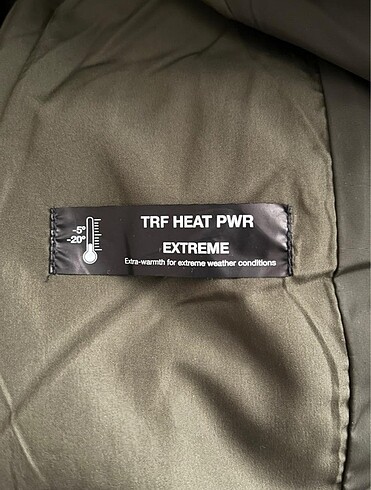 -5°
-20°
TRF HEAT PWR
EXTREME
Extra-warmth for extreme weather conditions